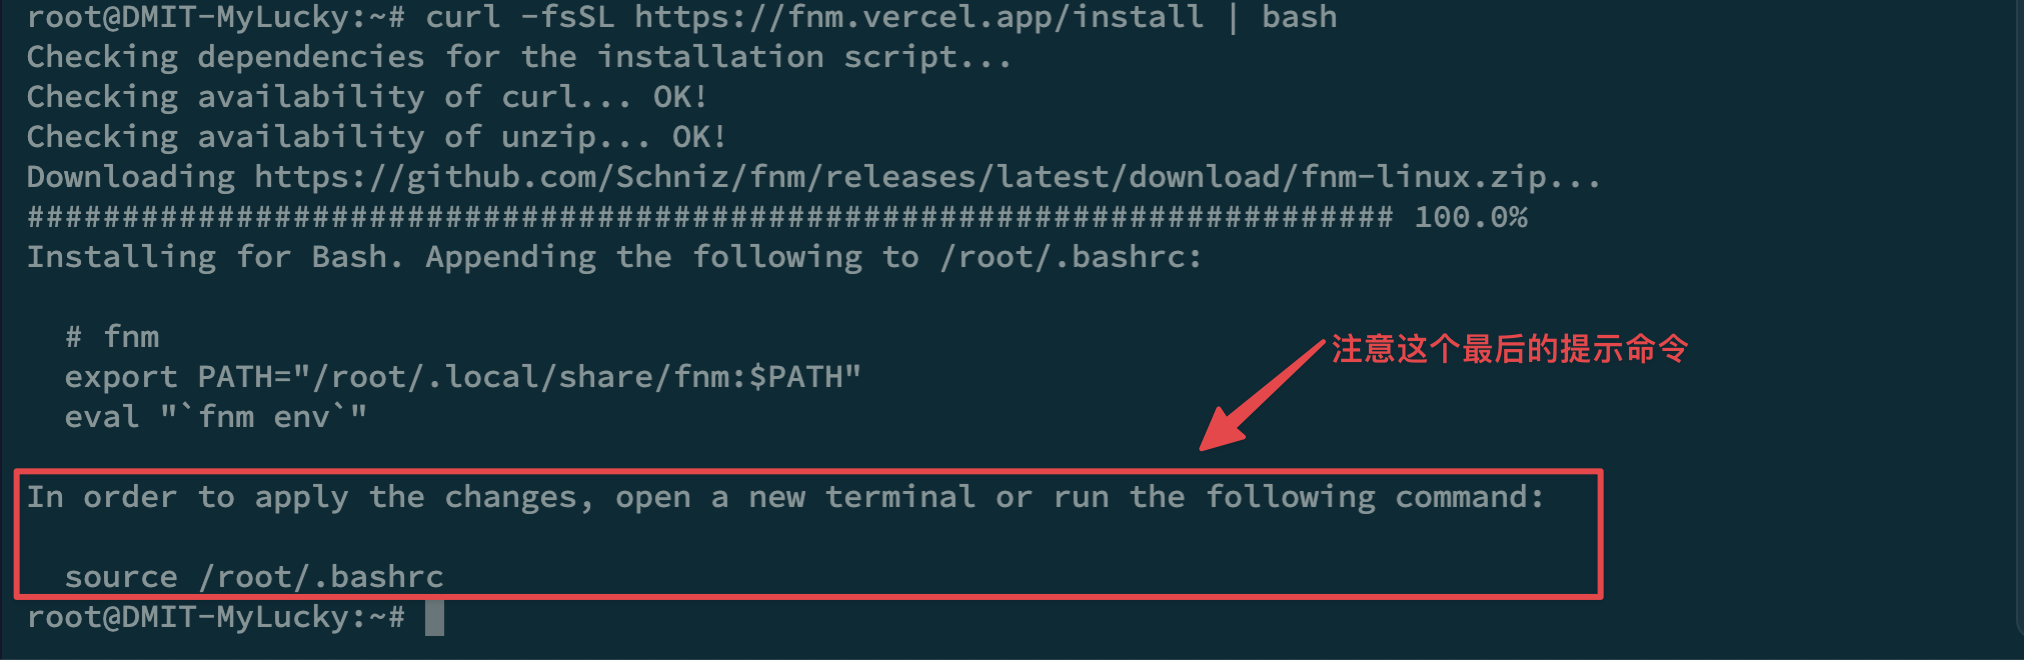 root@DMIT-MyLucky:~# curl -fsSL https://fnm.vercel.app/install | bash
Checking dependencies for the installation script...
Checking availability of curl... OK!
Checking availability of unzip... OK!
Downloading https://github.com/Schniz/fnm/releases/latest/download/fnm-linux.zip...
######################################################################## 100.0%
Installing for Bash. Appending the following to /root/.bashrc:
# fnm
注意这个最后的提示命令
export PATH="/root/.local/share/fnm:$PATH"
eval "`fnm env`"
In order to apply the changes, open a new terminal or run the following command:
source /root/.bashrc
root@DMIT-MyLucky:~#